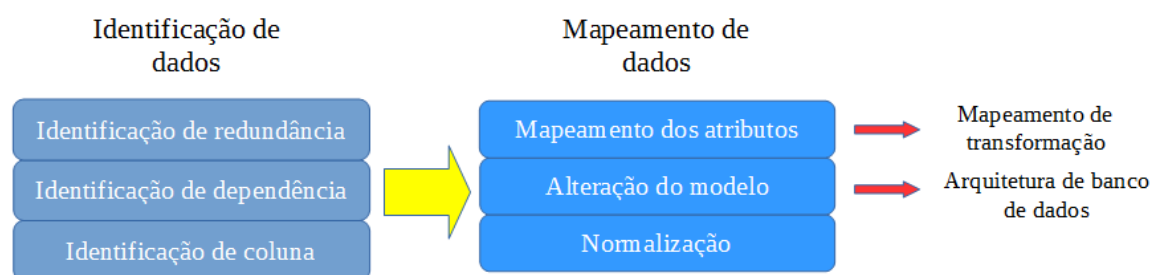 Identificação de
dados
Mapeamento de
dados
Identificação de redundância
Identificação de dependência
Identificação de coluna
Mapeamento dos atributos
Alteração do modelo
Normalização
Mapeamento de
transformação
Arquitetura de banco
de dados